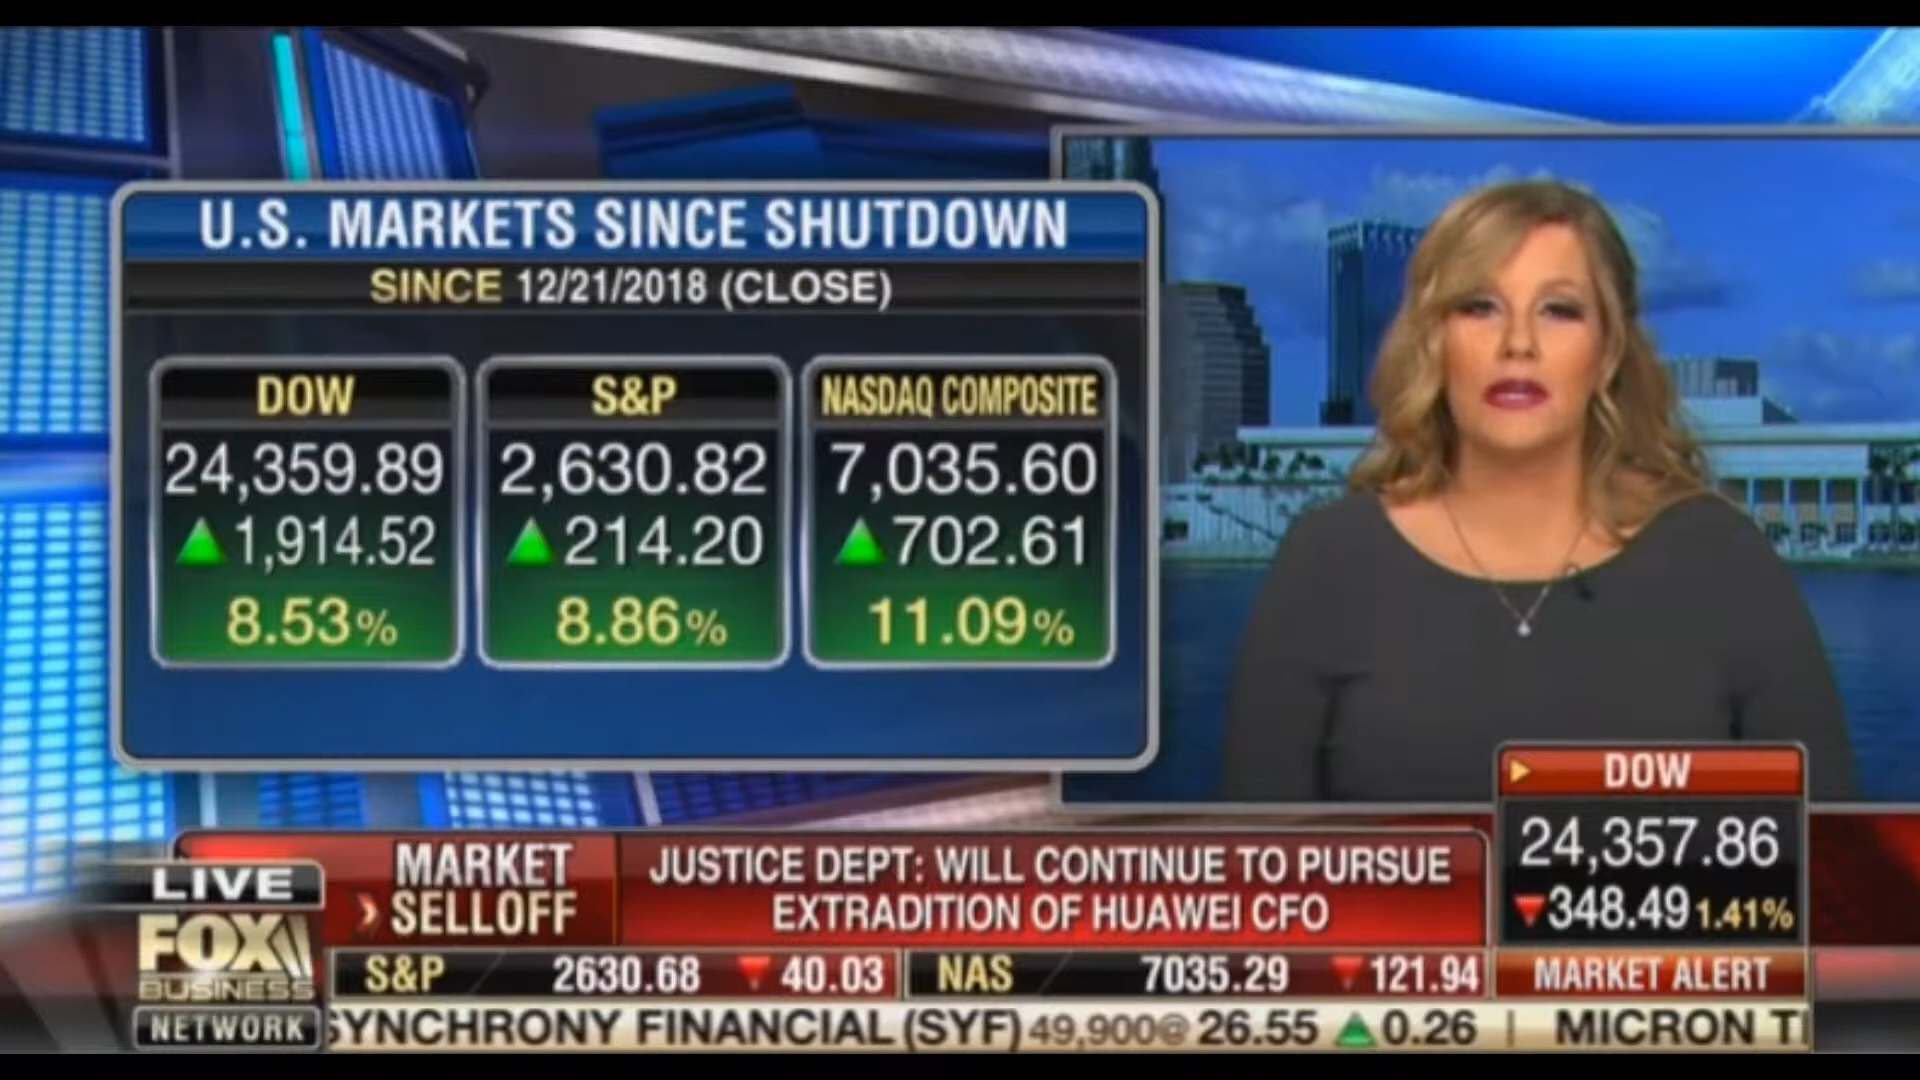 U.S. MARKETS SINCE SHUTDOWN
SINCE 12/21/2018 (CLOSE)
DOW
24,359.89
▲1,914.52
8.53%
S&P
2,630.82
▲214.20
8.86%
NASDAQ COMPOSITE
7,035.60
▲702.61
11.09%
DOW
24,357.86
▼348.49 1.41%
MARKET ALERT
MARKET
SELLOFF
JUSTICE DEPT: WILL CONTINUE TO PURSUE
EXTRADITION OF HUAWEI CFO
LIVE
FOX
BUSINESS
NETWORK
S&P 2630.68 ▼40.03
NAS 7035.29 ▼121.94
SYNCHRONY FINANCIAL (SYF) 49,900@ 26.55 ▲0.26 | MICRON